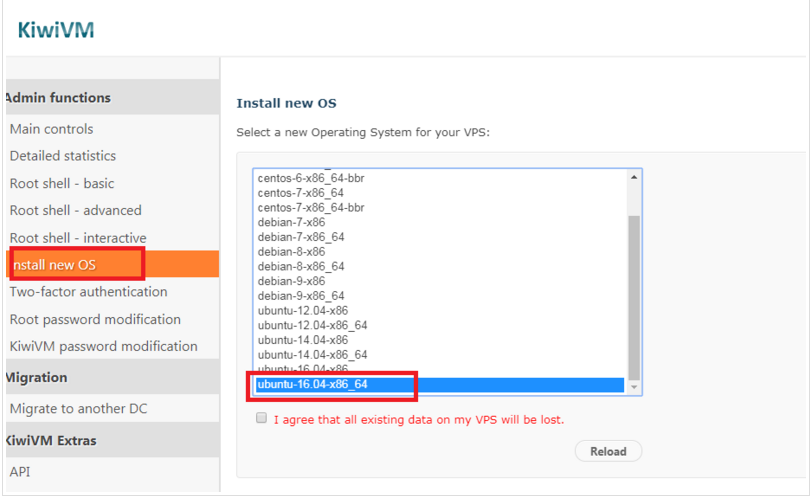 KiwiVM
Admin functions
Main controls
Detailed statistics
Root shell - basic
Root shell - advanced
Root shell - interactive
Install new OS
Two-factor authentication
Root password modification
KiwiVM password modification
Migration
Migrate to another DC
KiwiVM Extras
API
Install new OS
Select a new Operating System for your VPS:
centos-6-x86_64-bbr
centos-7-x86_64
centos-7-x86_64-bbr
debian-7-x86
debian-7-x86_64
debian-8-x86
debian-8-x86_64
debian-9-x86
debian-9-x86_64
ubuntu-12.04-x86
ubuntu-12.04-x86_64
ubuntu-14.04-x86
ubuntu-14.04-x86_64
ubuntu-16.04-x86
ubuntu-16.04-x86_64
I agree that all existing data on my VPS will be lost.
Reload